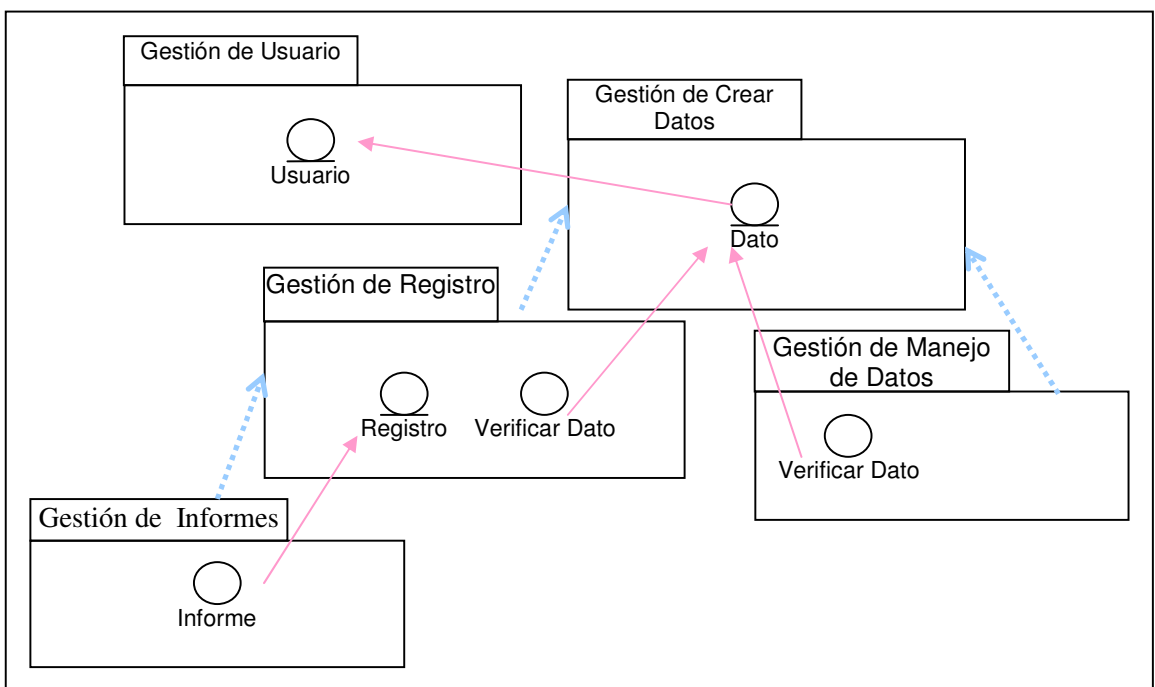 Gestión de Usuario
Usuario
Gestión de Crear
Datos
Dato
Gestión de Registro
Registro
Verificar Dato
Gestión de Manejo
de Datos
Verificar Dato
Gestión de Informes
Informe